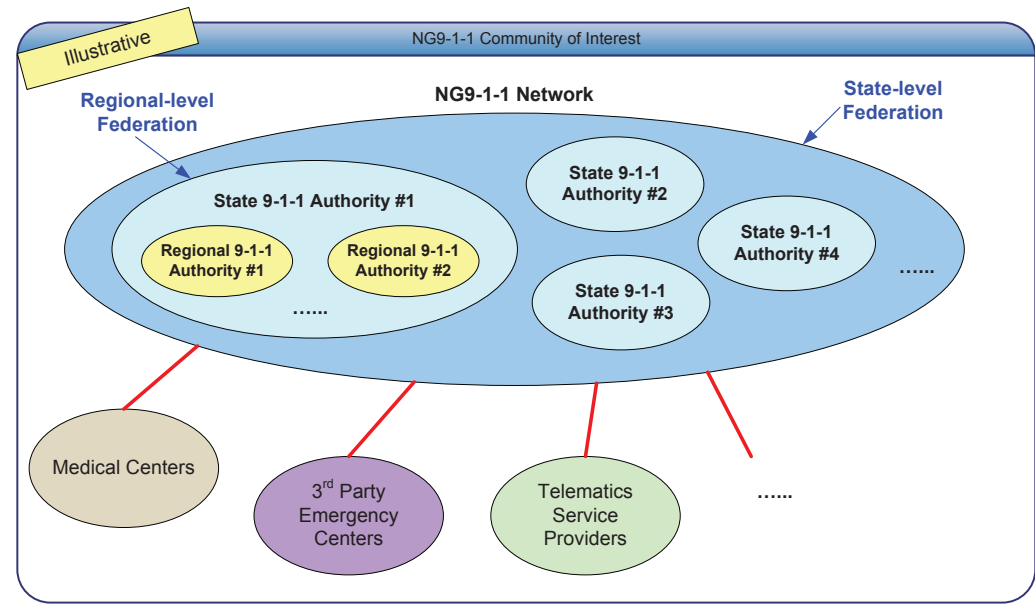 Illustrative
NG9-1-1 Community of Interest
NG9-1-1 Network
Regional-level
Federation
State-level
Federation
State 9-1-1 Authority #1
Regional 9-1-1
Authority #1
Regional 9-1-1
Authority #2
…...
State 9-1-1
Authority #2
State 9-1-1
Authority #3
State 9-1-1
Authority #4
…...
Medical Centers
3rd Party
Emergency
Centers
Telematics
Service
Providers
…...